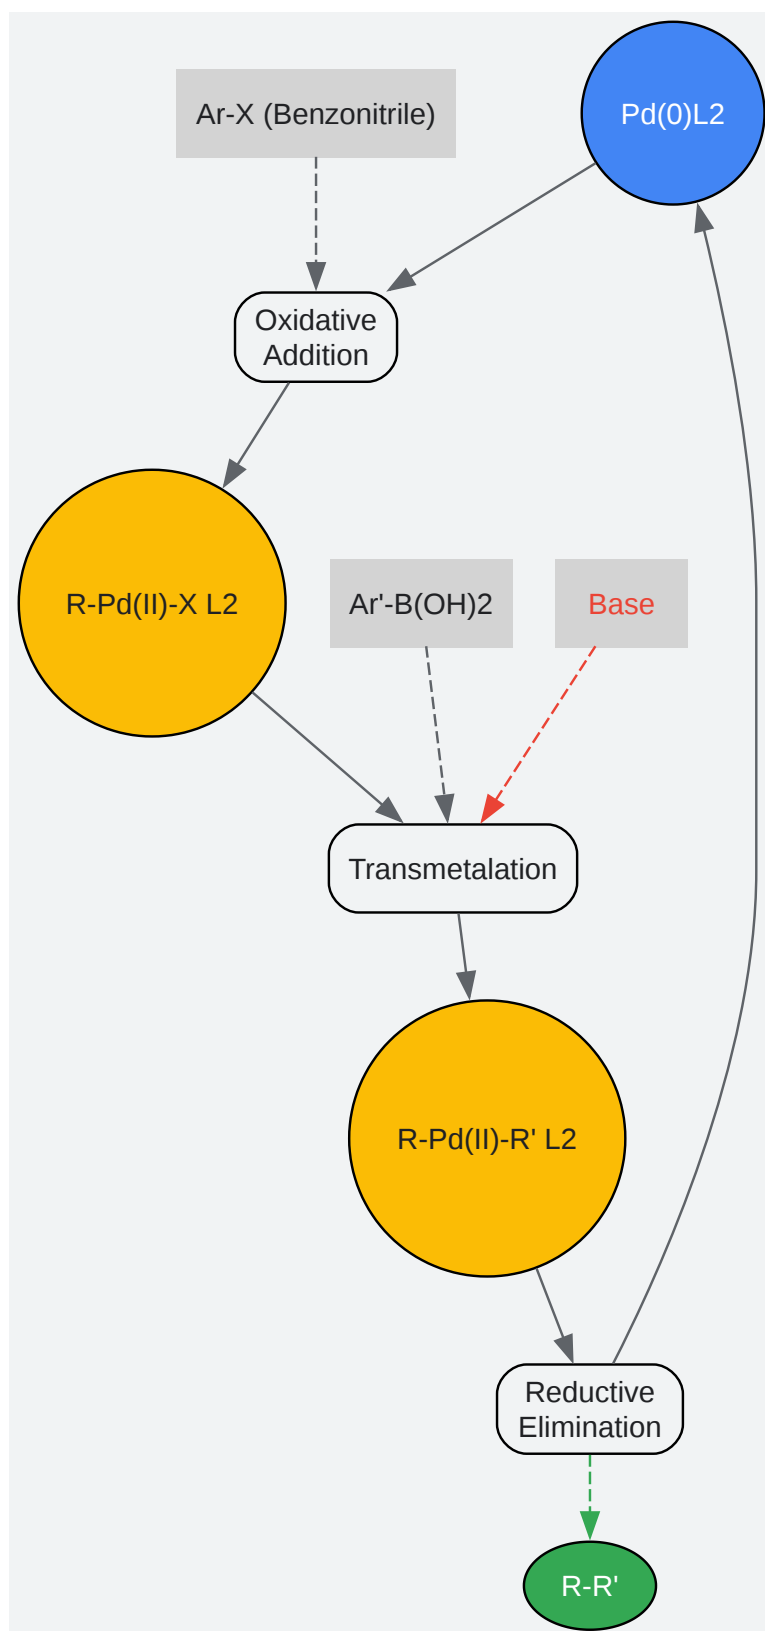 Ar-X (Benzonitrile)
Pd(0)L2
Oxidative
Addition
R-Pd(II)-X L2
Ar'-B(OH)2
Base
Transmetalation
R-Pd(II)-R' L2
Reductive
Elimination
R-R'